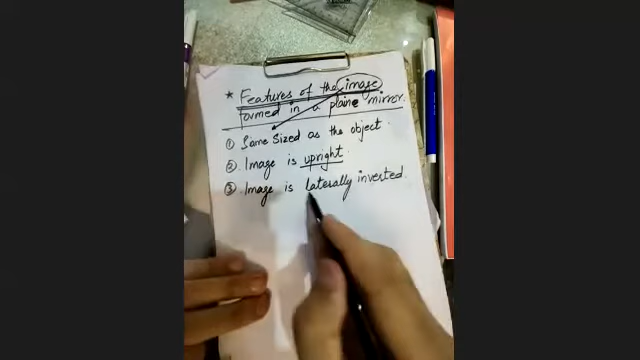 * Features of the image
formed in a plane mirror.
① Same Sized as the object.
② Image is upright.
③ Image is laterally inverted.